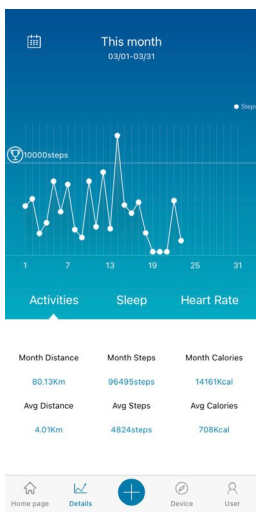 This month
03/01-03/31
Steps
10000steps
1 7 13 19 25 31
Activities Sleep Heart Rate
Month Distance Month Steps Month Calories
80.13Km 96495steps 14161Kcal
Avg Distance Avg Steps Avg Calories
4.01Km 4824steps 708Kcal
Home page Details Device User